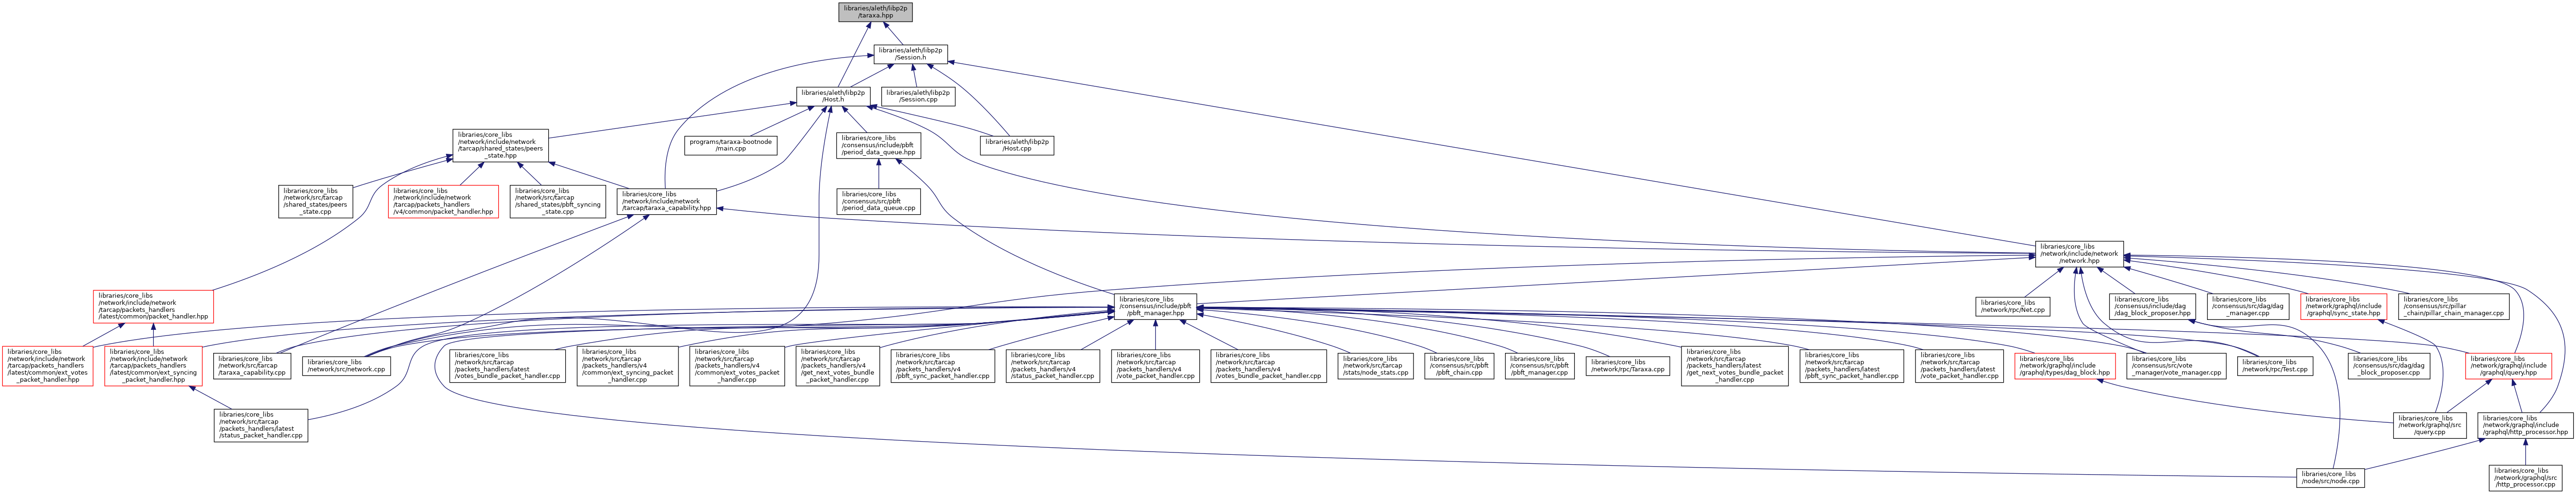 libraries/aleth/libp2p
/taraxa.hpp
libraries/aleth/libp2p
/Session.h
libraries/aleth/libp2p
/Host.h
libraries/aleth/libp2p
/Session.cpp
libraries/core_libs
/network/include/network
/tarcap/shared_states/peers
_state.hpp
programs/taraxa-bootnode
/main.cpp
libraries/core_libs
/consensus/include/pbft
/period_data_queue.hpp
libraries/aleth/libp2p
/Host.cpp
libraries/core_libs
/network/src/tarcap
/shared_states/peers
_state.cpp
libraries/core_libs
/network/include/network
/tarcap/packets_handlers
/v4/common/packet_handler.hpp
libraries/core_libs
/network/src/tarcap
/shared_states/pbft_syncing
_state.cpp
libraries/core_libs
/network/include/network
/tarcap/taraxa_capability.hpp
libraries/core_libs
/consensus/src/pbft
/period_data_queue.cpp
libraries/core_libs
/network/include/network
/network.hpp
libraries/core_libs
/network/include/network
/tarcap/packets_handlers
/latest/common/packet_handler.hpp
libraries/core_libs
/consensus/include/pbft
/pbft_manager.hpp
libraries/core_libs
/network/rpc/Net.cpp
libraries/core_libs
/consensus/include/dag
/dag_block_proposer.hpp
libraries/core_libs
/consensus/src/dag/dag
_manager.cpp
libraries/core_libs
/network/graphql/include
/graphql/sync_state.hpp
libraries/core_libs
/consensus/src/pillar
_chain/pillar_chain_manager.cpp
libraries/core_libs
/network/include/network
/tarcap/packets_handlers
/latest/common/ext_votes
_packet_handler.hpp
libraries/core_libs
/network/include/network
/tarcap/packets_handlers
/latest/common/ext_syncing
_packet_handler.hpp
libraries/core_libs
/network/src/tarcap
/taraxa_capability.cpp
libraries/core_libs
/network/src/network.cpp
libraries/core_libs
/network/src/tarcap
/packets_handlers/latest
/votes_bundle_packet_handler.cpp
libraries/core_libs
/network/src/tarcap
/packets_handlers/v4
/common/ext_syncing_packet
_handler.cpp
libraries/core_libs
/network/src/tarcap
/packets_handlers/v4
/common/ext_votes_packet
_handler.cpp
libraries/core_libs
/network/src/tarcap
/packets_handlers/v4
/get_next_votes_bundle
_packet_handler.cpp
libraries/core_libs
/network/src/tarcap
/packets_handlers/v4
/pbft_sync_packet_handler.cpp
libraries/core_libs
/network/src/tarcap
/packets_handlers/v4
/status_packet_handler.cpp
libraries/core_libs
/network/src/tarcap
/packets_handlers/v4
/vote_packet_handler.cpp
libraries/core_libs
/network/src/tarcap
/packets_handlers/v4
/votes_bundle_packet_handler.cpp
libraries/core_libs
/network/src/tarcap
/stats/node_stats.cpp
libraries/core_libs
/consensus/src/pbft
/pbft_chain.cpp
libraries/core_libs
/consensus/src/pbft
/pbft_manager.cpp
libraries/core_libs
/network/rpc/Taraxa.cpp
libraries/core_libs
/network/src/tarcap
/packets_handlers/latest
/get_next_votes_bundle_packet
_handler.cpp
libraries/core_libs
/network/src/tarcap
/packets_handlers/latest
/pbft_sync_packet_handler.cpp
libraries/core_libs
/network/src/tarcap
/packets_handlers/latest
/vote_packet_handler.cpp
libraries/core_libs
/network/graphql/include
/graphql/types/dag_block.hpp
libraries/core_libs
/consensus/src/vote
_manager/vote_manager.cpp
libraries/core_libs
/network/rpc/Test.cpp
libraries/core_libs
/consensus/src/dag/dag
_block_proposer.cpp
libraries/core_libs
/network/graphql/include
/graphql/query.hpp
libraries/core_libs
/network/src/tarcap
/packets_handlers/latest
/status_packet_handler.cpp
libraries/core_libs
/network/graphql/src
/query.cpp
libraries/core_libs
/network/graphql/include
/graphql/http_processor.hpp
libraries/core_libs
/node/src/node.cpp
libraries/core_libs
/network/graphql/src
/http_processor.cpp